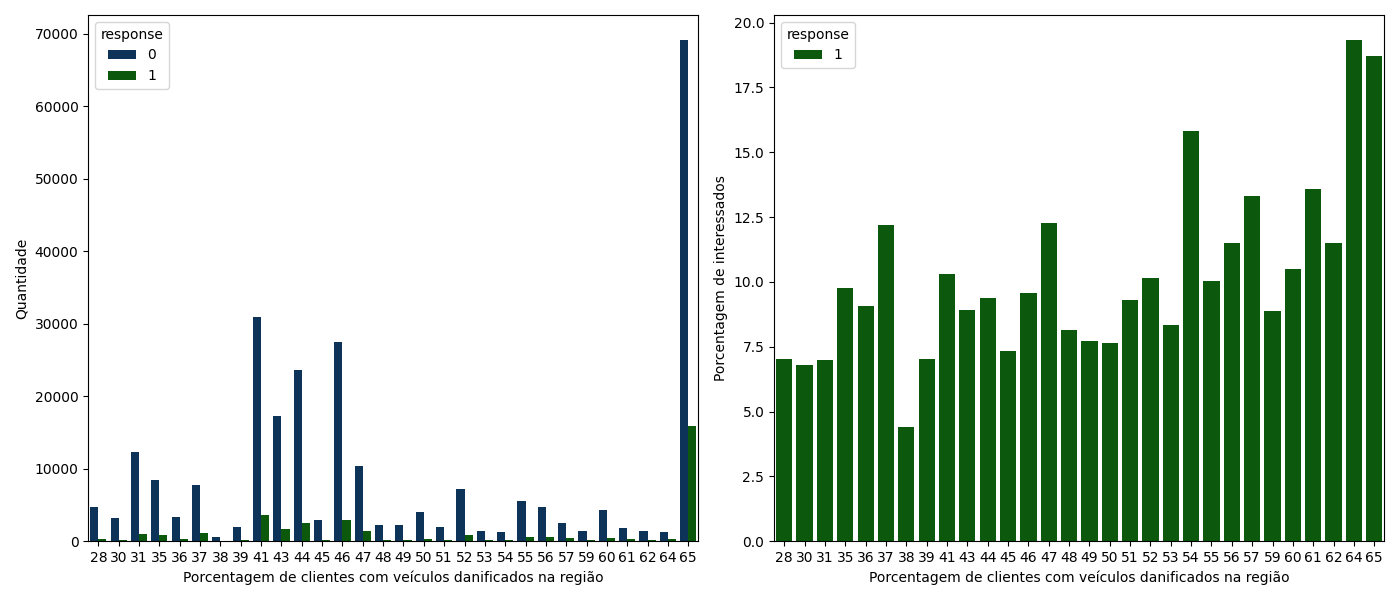 response
0
1
70000
60000
50000
40000
30000
20000
10000
0
Quantidade
28 30 31 35 36 37 38 39 41 43 44 45 46 47 48 49 50 51 52 53 54 55 56 57 59 60 61 62 64 65
Porcentagem de clientes com veículos danificados na região
response
1
20.0
17.5
15.0
12.5
10.0
7.5
5.0
2.5
0.0
Porcentagem de interessados
28 30 31 35 36 37 38 39 41 43 44 45 46 47 48 49 50 51 52 53 54 55 56 57 59 60 61 62 64 65
Porcentagem de clientes com veículos danificados na região